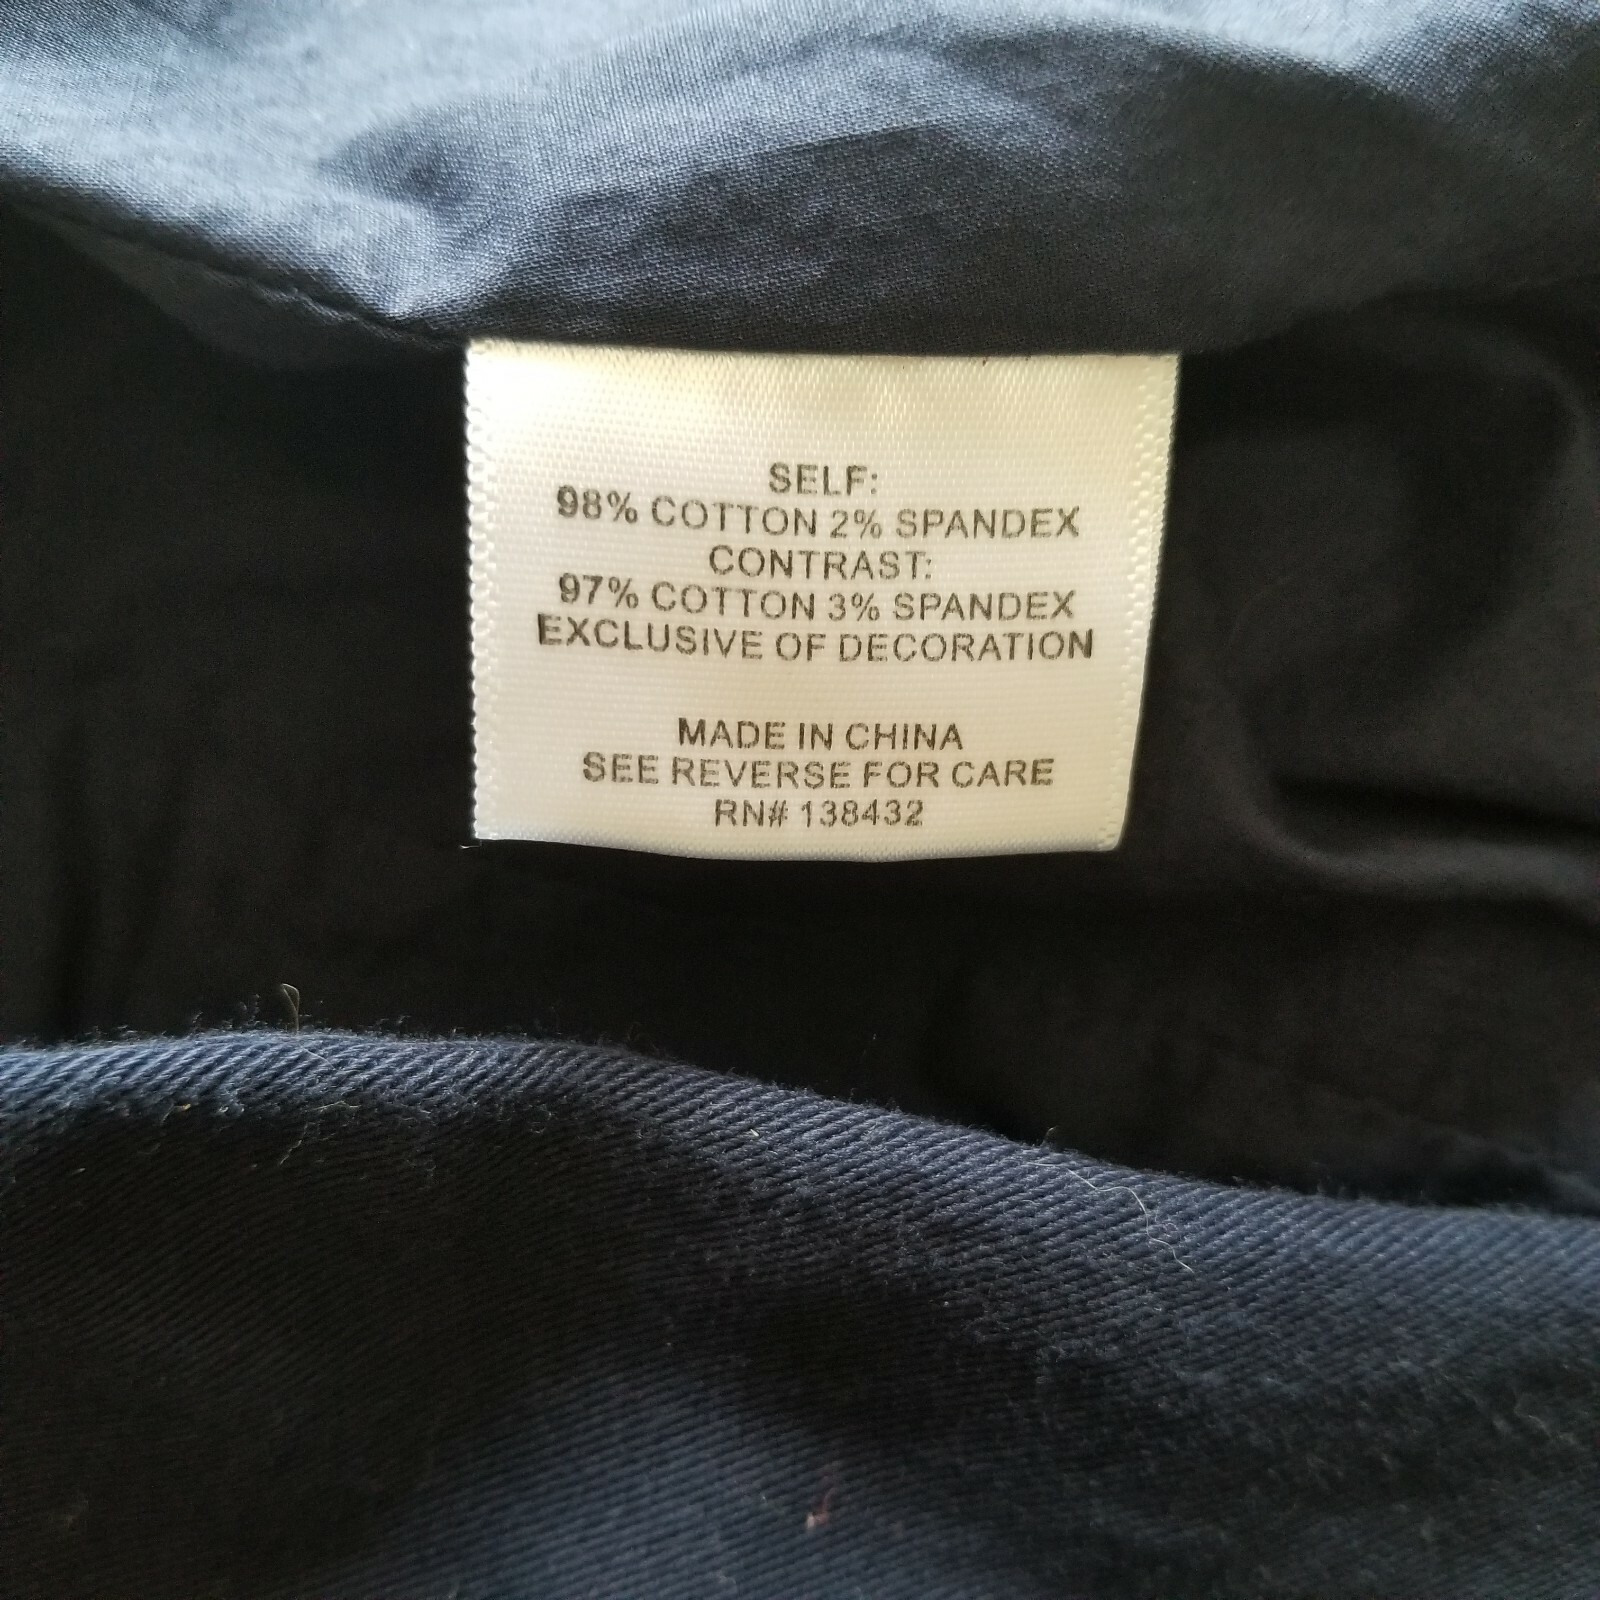 SELF:
98% COTTON 2% SPANDEX
CONTRAST:
97% COTTON 3% SPANDEX
EXCLUSIVE OF DECORATION
MADE IN CHINA
SEE REVERSE FOR CARE
RN# 138432